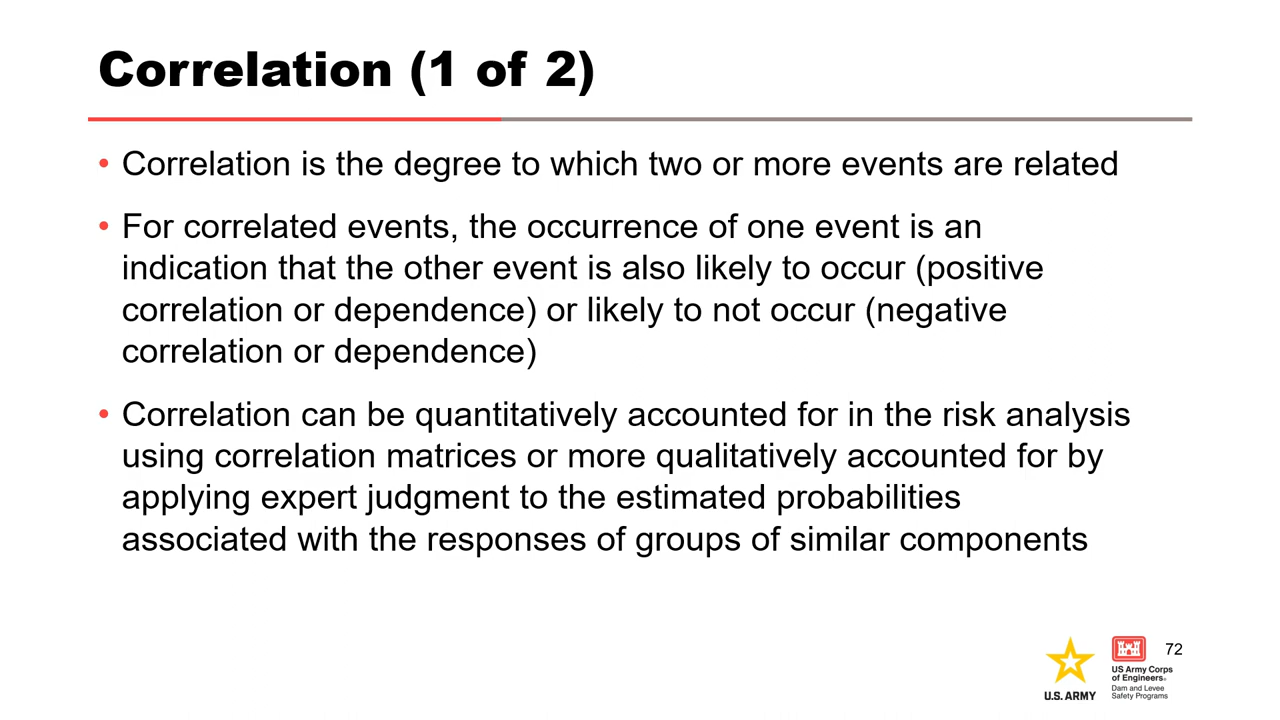 Correlation (1 of 2)
• Correlation is the degree to which two or more events are related
• For correlated events, the occurrence of one event is an
indication that the other event is also likely to occur (positive
correlation or dependence) or likely to not occur (negative
correlation or dependence)
• Correlation can be quantitatively accounted for in the risk analysis
using correlation matrices or more qualitatively accounted for by
applying expert judgment to the estimated probabilities
associated with the responses of groups of similar components
72
U.S. ARMY
US Army Corps
of Engineers®
Dam and Levee
Safety Programs